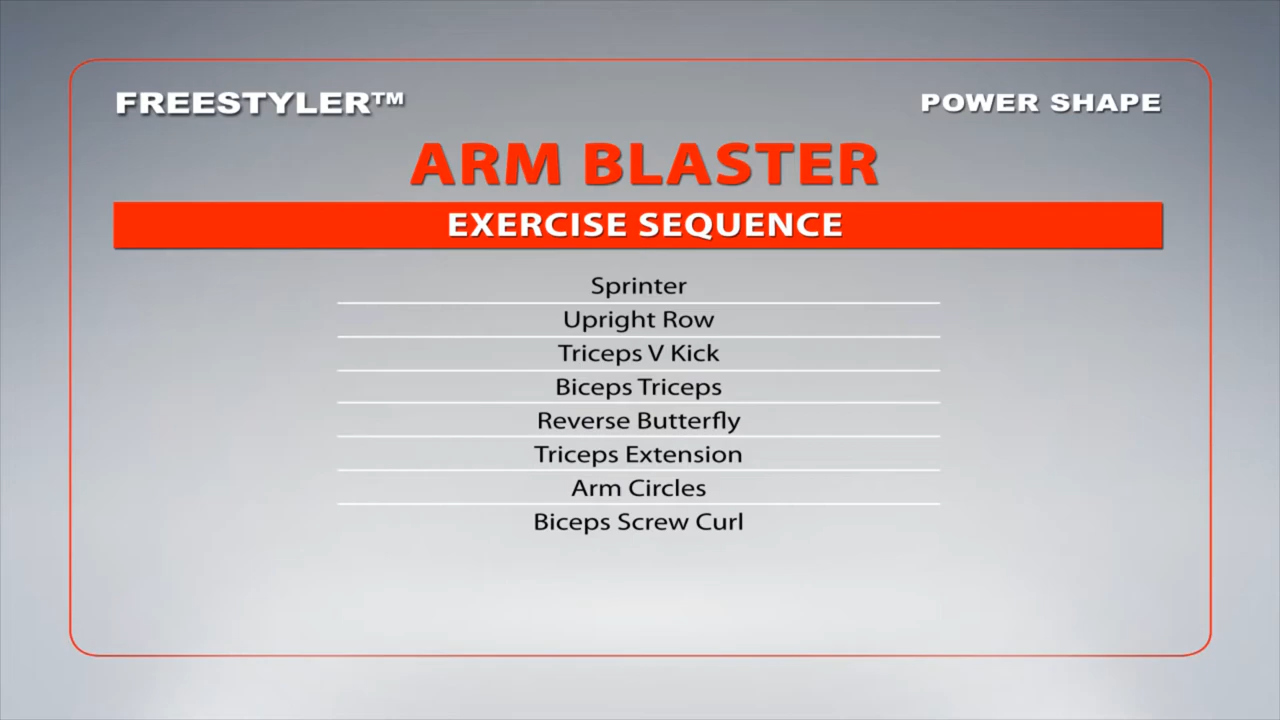 FREESTYLER™
POWER SHAPE
ARM BLASTER
EXERCISE SEQUENCE
Sprinter
Upright Row
Triceps V Kick
Biceps Triceps
Reverse Butterfly
Triceps Extension
Arm Circles
Biceps Screw Curl